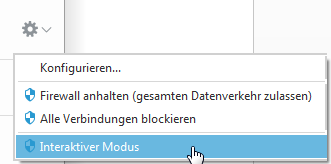 Konfigurieren...
Firewall anhalten (gesamten Datenverkehr zulassen)
Alle Verbindungen blockieren
Interaktiver Modus